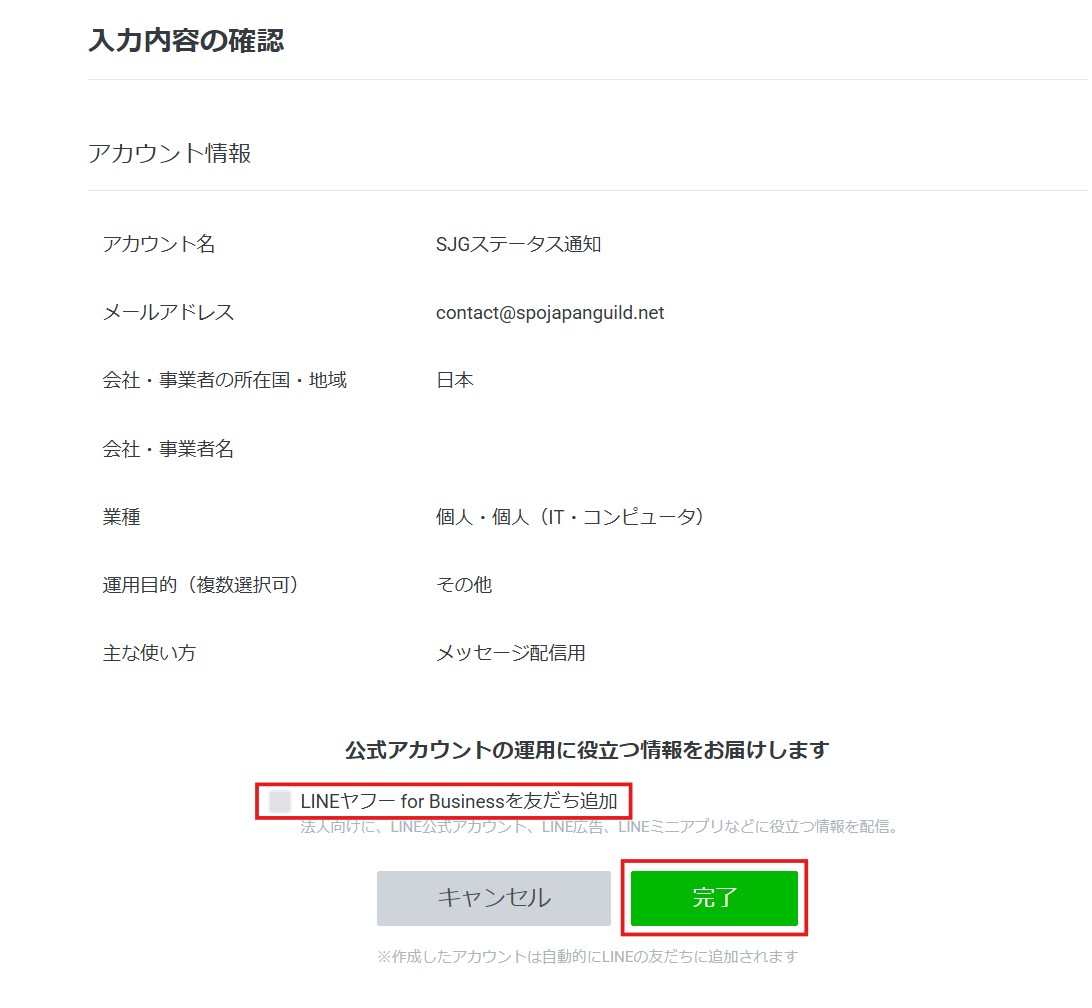 入力内容の確認
アカウント情報
アカウント名 SJGステータス通知
メールアドレス contact@spojapanguild.net
会社・事業者の所在国・地域 日本
会社・事業者名
業種 個人・個人（IT・コンピュータ）
運用目的（複数選択可） その他
主な使い方 メッセージ配信用
公式アカウントの運用に役立つ情報をお届けします
LINEヤフー for Businessを友だち追加
法人向けに、LINE公式アカウント、LINE広告、LINEミニアプリなどに役立つ情報を配信。
キャンセル 完了
※作成したアカウントは自動的にLINEの友だちに追加されます